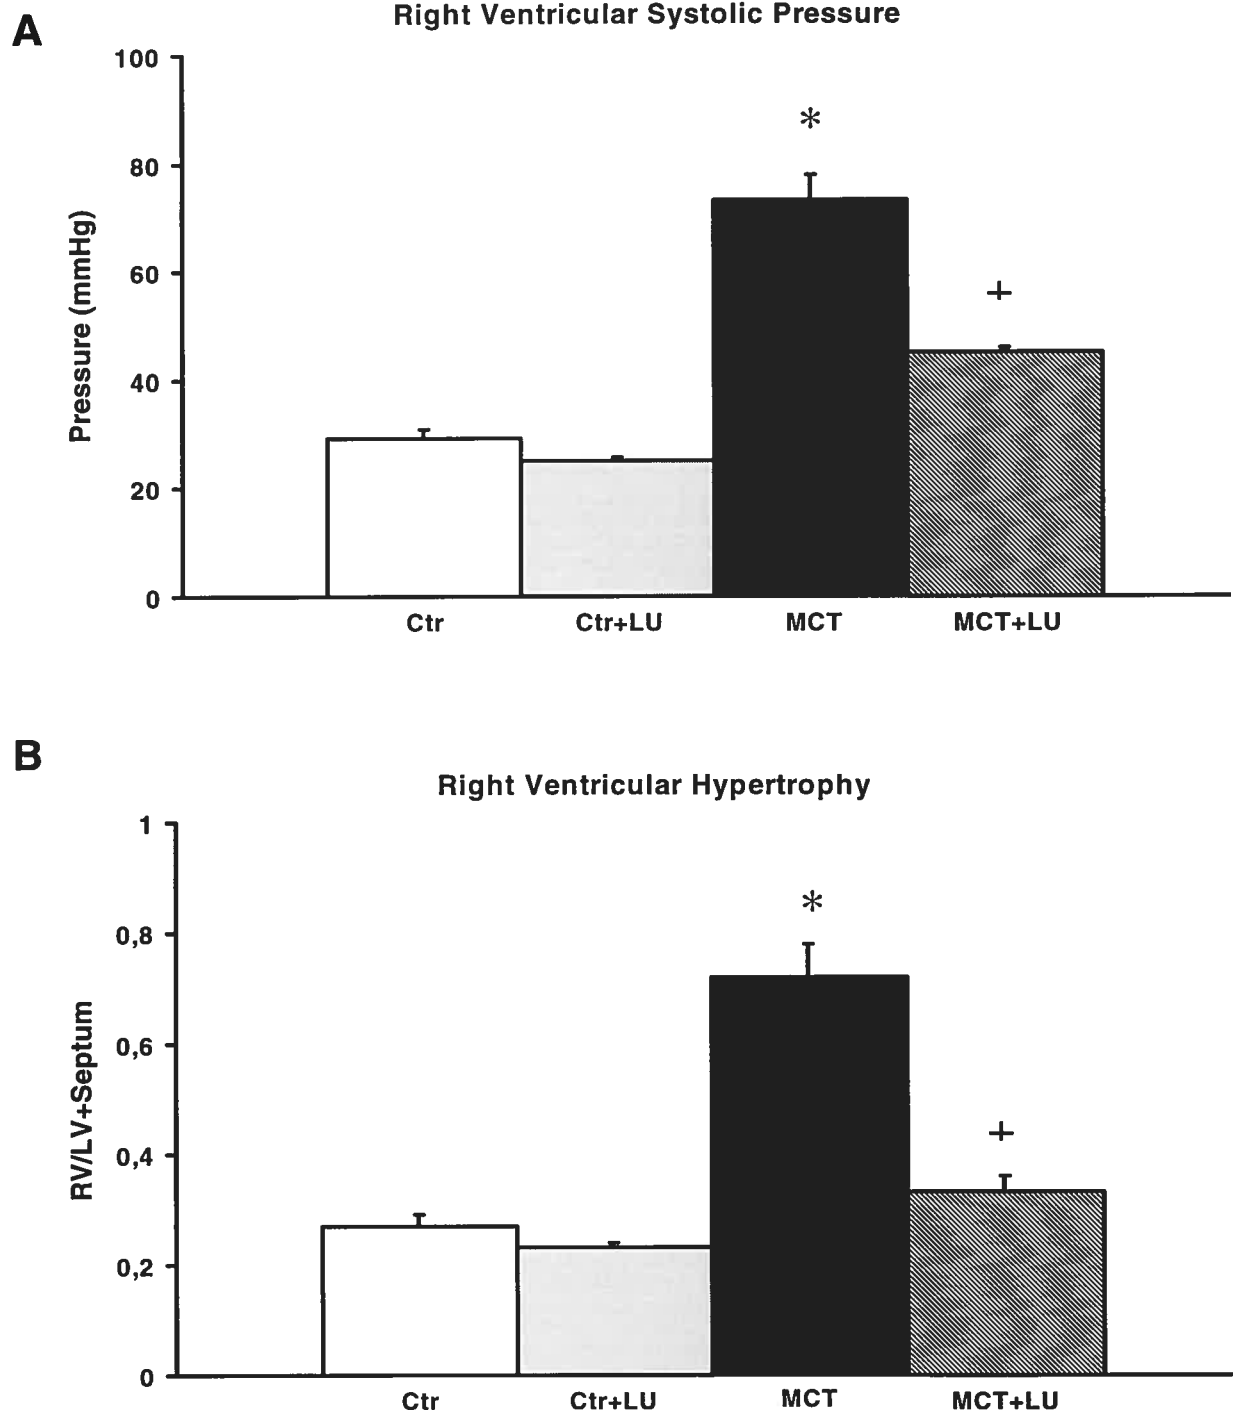 A
Right Ventricular Systolic Pressure
100
80
60
40
20
0
Pressure (mmHg)
*
+
Ctr Ctr+LU MCT MCT+LU
B
Right Ventricular Hypertrophy
1
0,8
0,6
0,4
0,2
0
RV/LV+Septum
*
+
Ctr Ctr+LU MCT MCT+LU